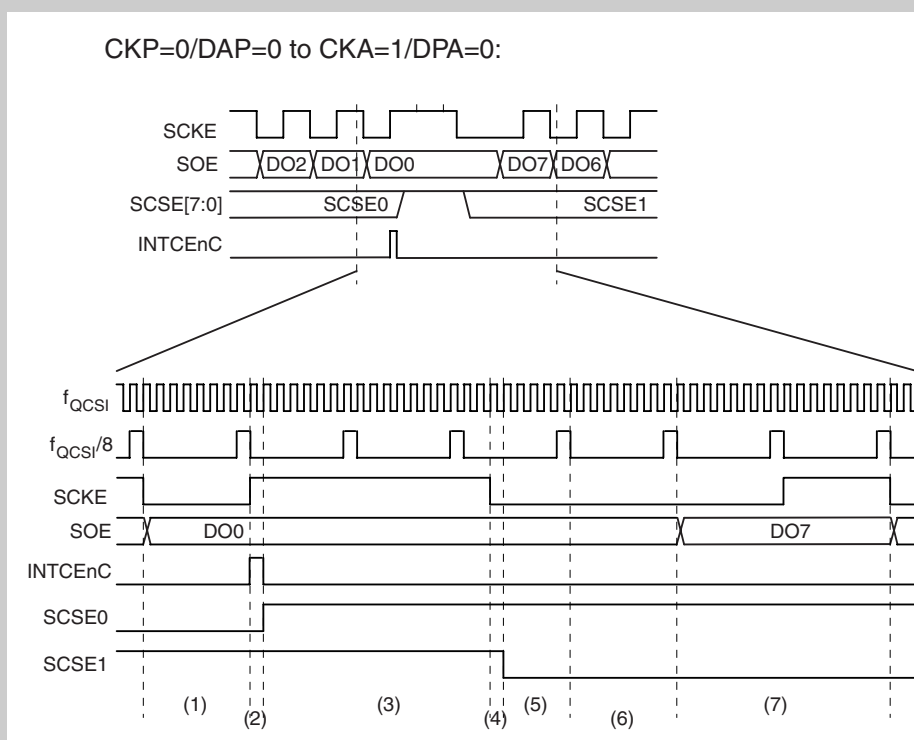 CKP=0/DAP=0 to CKA=1/DPA=0:
SCKE
SOE DO2 DO1 DO0 DO7 DO6
SCSE[7:0] SCSE0 SCSE1
INTCEnC
fQCSI
fQCSI/8
SCKE
SOE DO0 DO7
INTCEnC
SCSE0
SCSE1
(1) (2) (3) (4) (5) (6) (7)